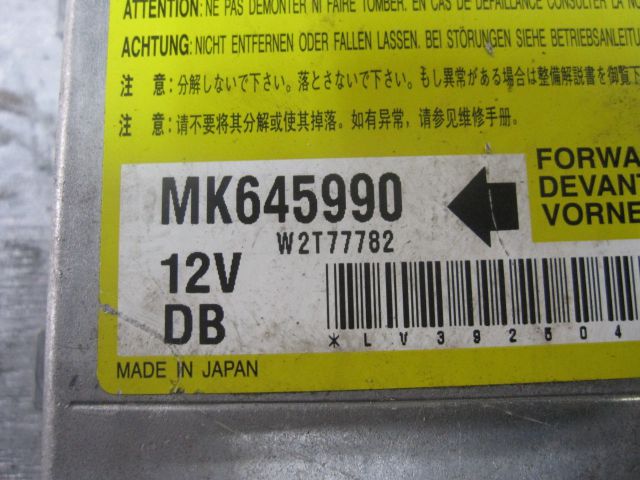 ATTENTION: NE PAS DEMONTER NI FAIRE TOMBER. EN CAS DE DEFAILLANCE CONSULTER LA NO
ACHTUNG: NICHT ENTFERNEN ODER FALLEN LASSEN. BEI STÖRUNGEN SIEHE BETRIEBSANLEITU
注 意:分解しないで下さい。落とさないで下さい。もし異常がある場合は整備解説書を御覧下
注 意:请不要将其分解或使其掉落。如有异常,请参见维修手册.
MK645990
FORWA
DEVANT
VORNE
W2T77782
12V
DB
*LV392504
MADE IN JAPAN